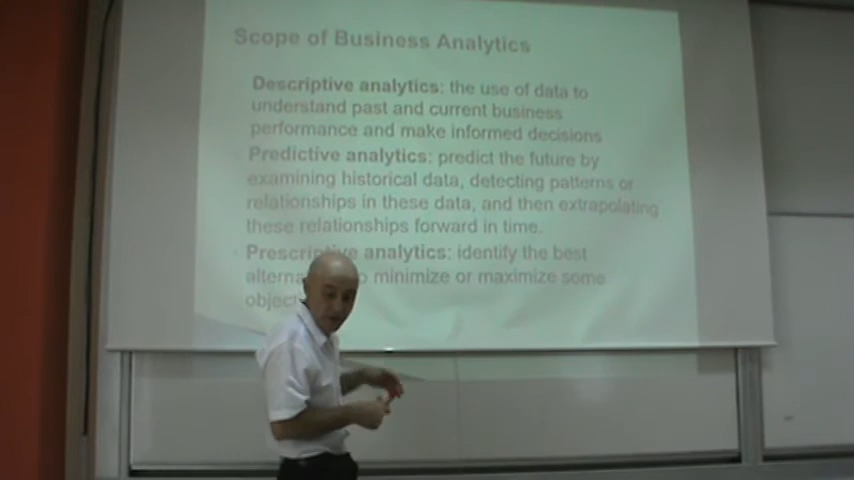 Scope of Business Analytics
Descriptive analytics: the use of data to
understand past and current business
performance and make informed decisions
Predictive analytics: predict the future by
examining historical data, detecting patterns or
relationships in these data, and then extrapolating
these relationships forward in time.
analytics: identify the best
minimize or maximize some